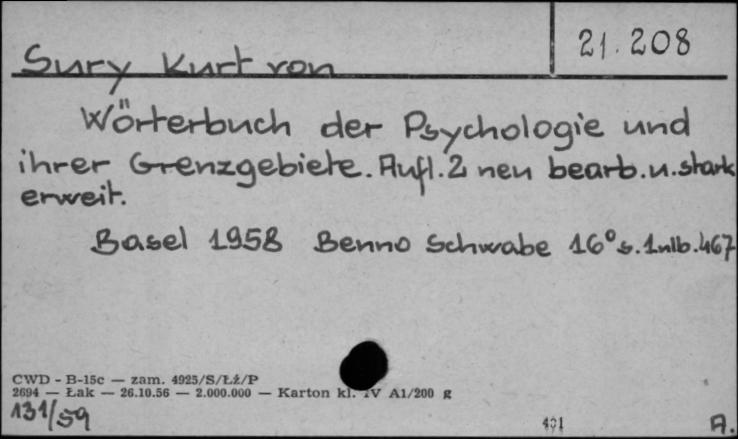 21.208
Sury Kurt von
Wörterbuch der Psychologie und
ihrer Grenzgebiete. Aufl. 2 neu bearb. u. stark
erweit.
Basel 1958 Benno Schwabe 16° s. 1nlb. 467
CWD - B-15c — zam. 4925/S/Łż/P
2694 — Łak — 26.10.56 — 2.000.000 — Karton kl. IV A1/200 g
131/59
A.